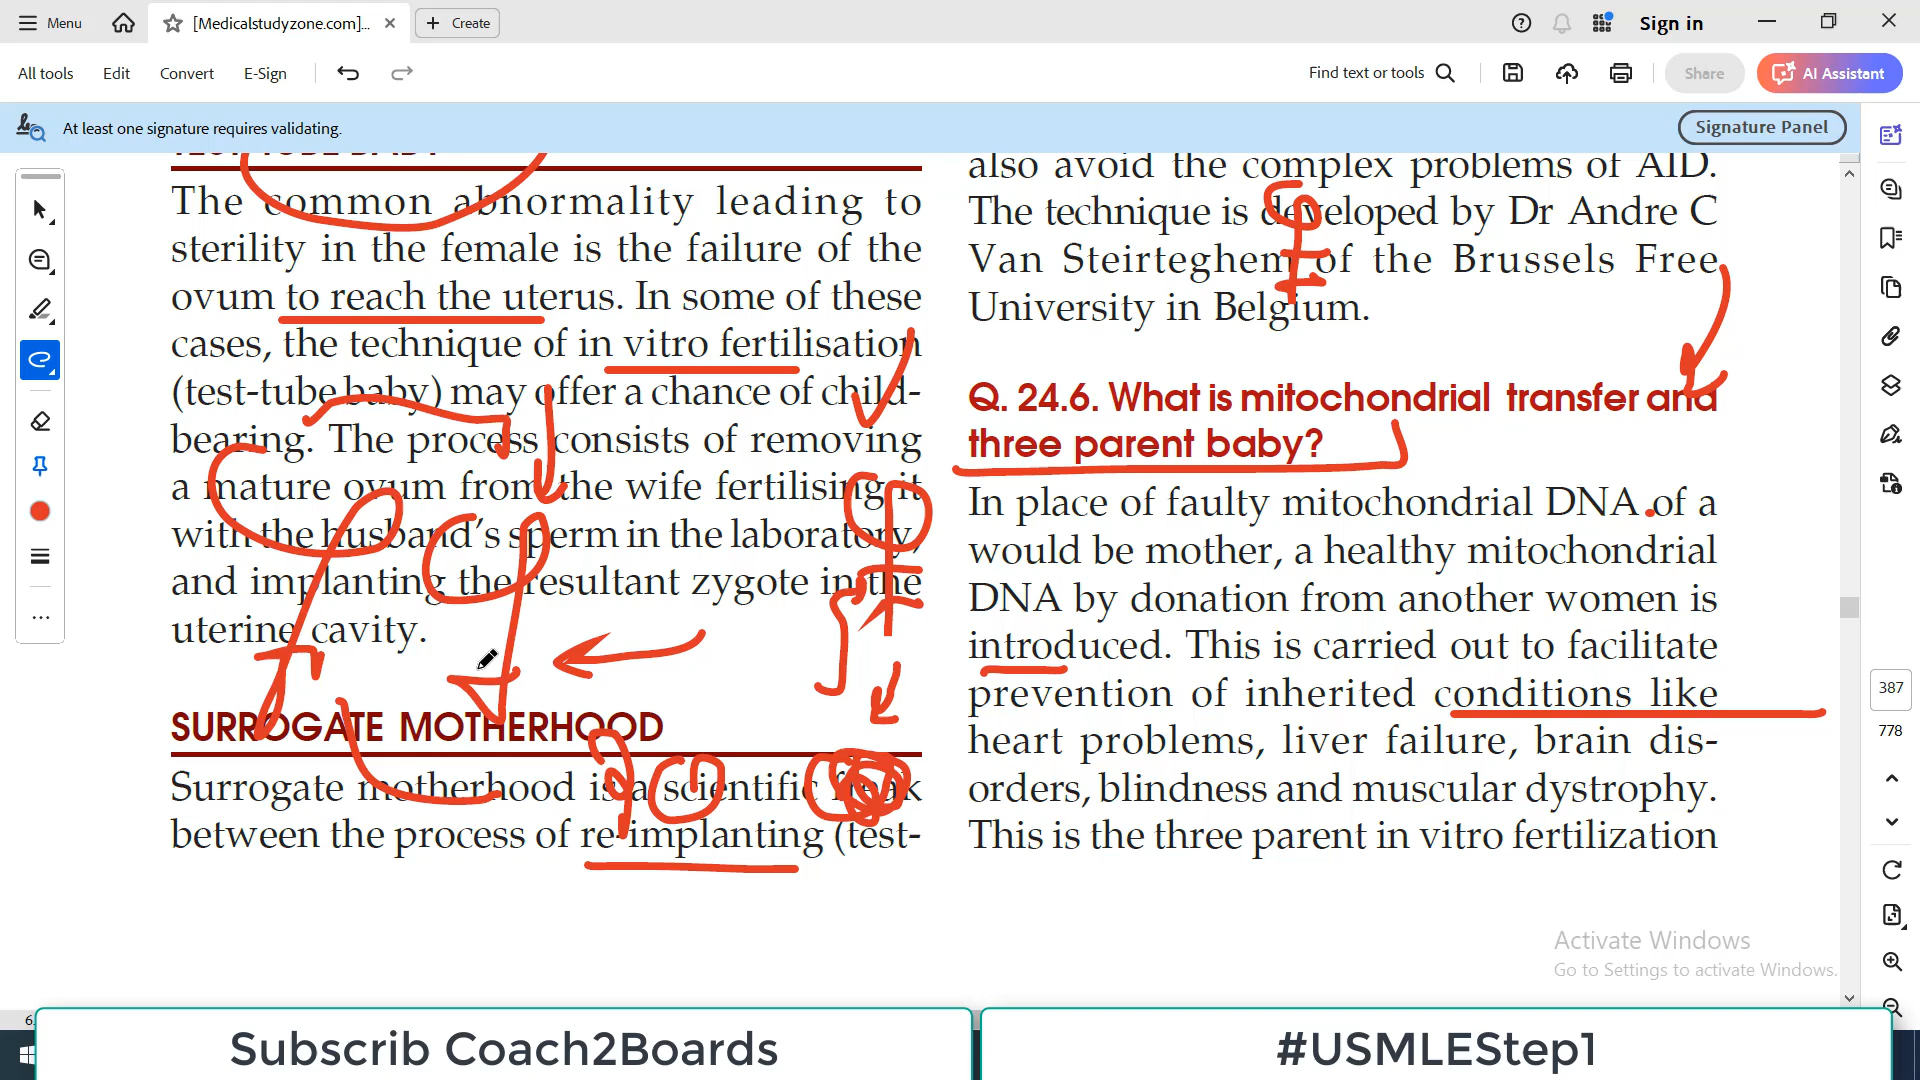 Menu
[Medicalstudyzone.com]...
Create
Sign in
All tools
Edit
Convert
E-Sign
Find text or tools
Share
AI Assistant
At least one signature requires validating.
Signature Panel
The common abnormality leading to
sterility in the female is the failure of the
ovum to reach the uterus. In some of these
cases, the technique of in vitro fertilisation
(test-tube baby) may offer a chance of child-
bearing. The process consists of removing
a mature ovum from the wife fertilising it
with the husband's sperm in the laboratory,
and implanting the resultant zygote in the
uterine cavity.
SURROGATE MOTHERHOOD
Surrogate motherhood is a scientific freak
between the process of re-implanting (test-
also avoid the complex problems of AID.
The technique is developed by Dr Andre C
Van Steirteghem of the Brussels Free
University in Belgium.
Q. 24.6. What is mitochondrial transfer and
three parent baby?
In place of faulty mitochondrial DNA of a
would be mother, a healthy mitochondrial
DNA by donation from another women is
introduced. This is carried out to facilitate
prevention of inherited conditions like
heart problems, liver failure, brain dis-
orders, blindness and muscular dystrophy.
This is the three parent in vitro fertilization
387
778
Activate Windows
Go to Settings to activate Windows.
Subscrib Coach2Boards
#USMLEStep1